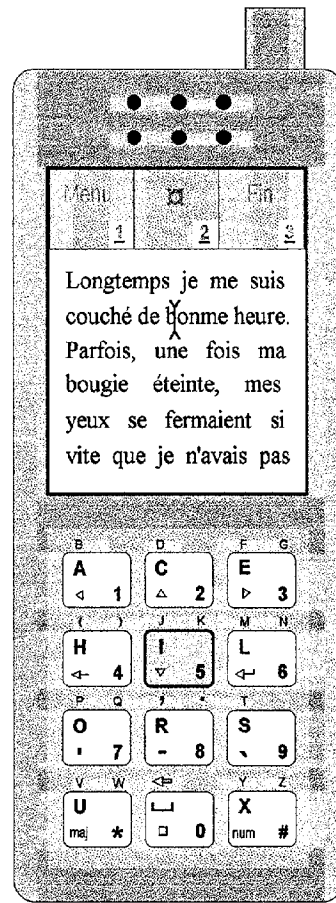 Menu ¤ Fin
1 2 3
Longtemps je me suis
couché de bonme heure.
Parfois, une fois ma
bougie éteinte, mes
yeux se fermaient si
vite que je n'avais pas
B D F G
A C E
◁ 1 △ 2 ▷ 3
( ) J K M N
H I L
← 4 ▽ 5 ↵ 6
P Q , . T
O R S
' 7 - 8 ` 9
V W ⇦ Y Z
U ⎵ X
maj * □ 0 num #